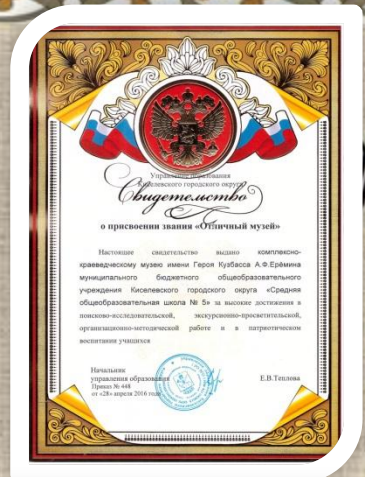 Управление образования
Киселевского городского округа
Свидетельство
о присвоении звания «Отличный музей»
Настоящее свидетельство выдано комплексно-
краеведческому музею имени Героя Кузбасса А.Ф.Ерёмина
муниципального бюджетного общеобразовательного
учреждения Киселевского городского округа «Средняя
общеобразовательная школа № 5» за высокие достижения в
поисково-исследовательской, экскурсионно-просветительской,
организационно-методической работе и в патриотическом
воспитании учащихся
Начальник
управления образования
Приказ № 448
от «28» апреля 2016 года
Е.В.Теплова